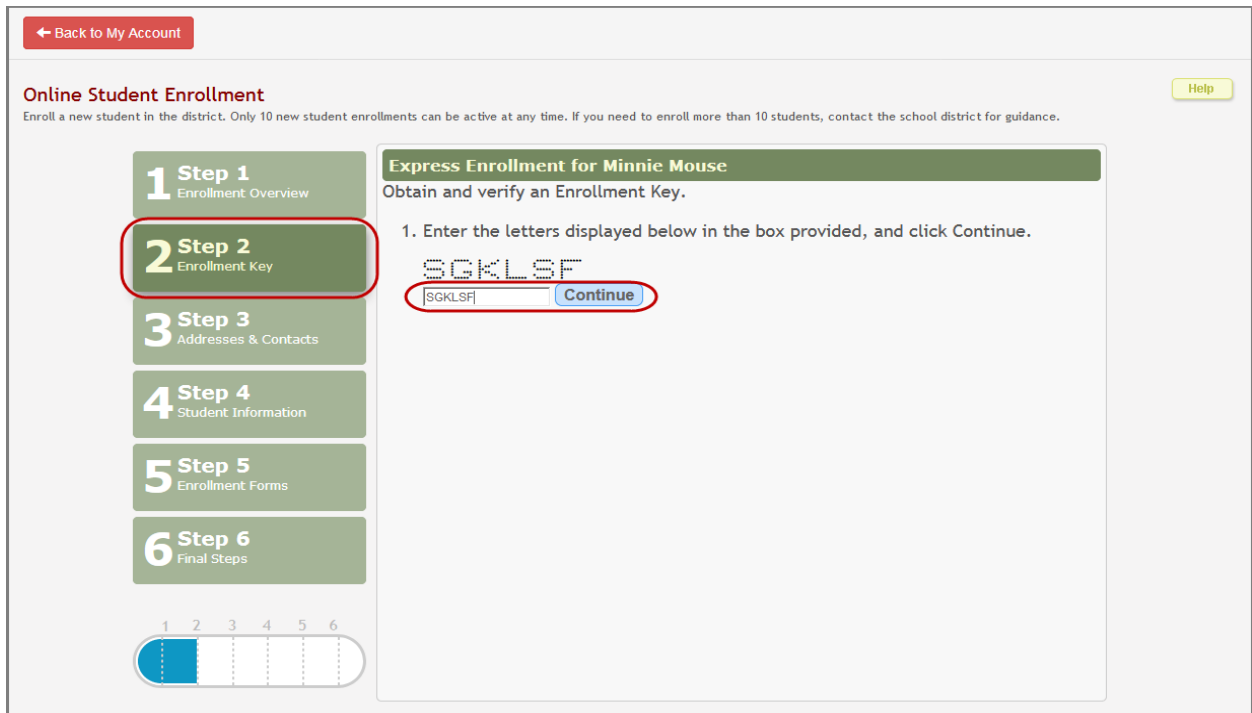 Back to My Account
Online Student Enrollment
Help
Enroll a new student in the district. Only 10 new student enrollments can be active at any time. If you need to enroll more than 10 students, contact the school district for guidance.
1 Step 1
Enrollment Overview
2 Step 2
Enrollment Key
3 Step 3
Addresses & Contacts
4 Step 4
Student Information
5 Step 5
Enrollment Forms
6 Step 6
Final Steps
1 2 3 4 5 6
Express Enrollment for Minnie Mouse
Obtain and verify an Enrollment Key.
1. Enter the letters displayed below in the box provided, and click Continue.
SGKLSF
SGKLSF Continue